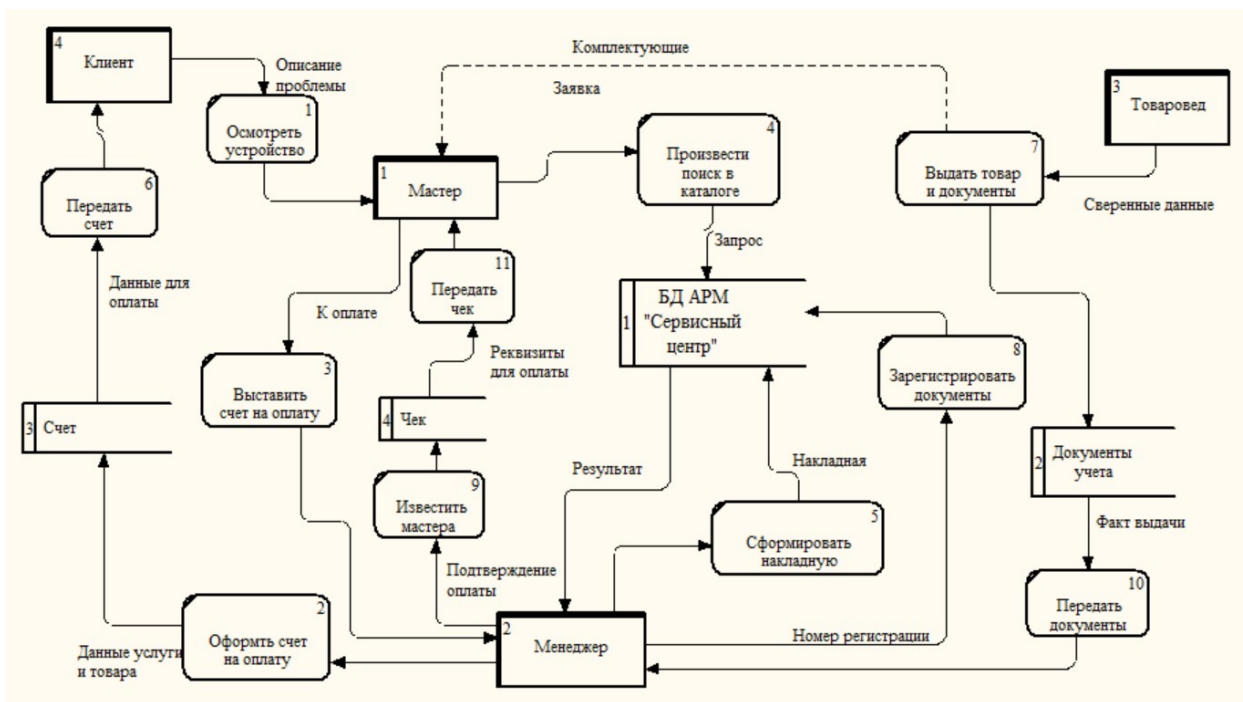 4
Клиент
Описание
проблемы
1
Осмотреть
устройство
Комплектующие
Заявка
3
Товаровед
4
Произвести
поиск в
каталоге
7
Выдать товар
и документы
Сверенные данные
1
Мастер
6
Передать
счет
Данные для
оплаты
К оплате
11
Передать
чек
Запрос
1
БД АРМ
"Сервисный
центр"
8
Зарегистрировать
документы
Реквизиты
для оплаты
3
Выставить
счет на оплату
3
Счет
4
Чек
Результат
Накладная
2
Документы
учета
9
Известить
мастера
5
Сформировать
накладную
Факт выдачи
Подтверждение
оплаты
10
Передать
документы
2
Оформть счет
на оплату
Данные услуги
и товара
2
Менеджер
Номер регистрации